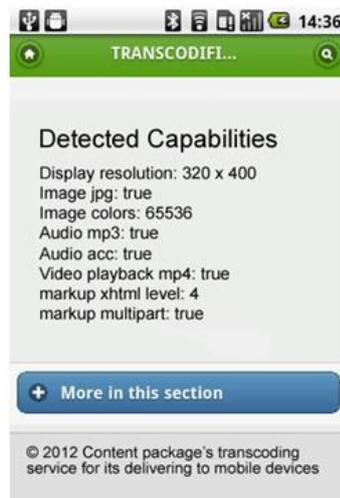 14:36
TRANSCODIFI...
Detected Capabilities
Display resolution: 320 x 400
Image jpg: true
Image colors: 65536
Audio mp3: true
Audio acc: true
Video playback mp4: true
markup xhtml level: 4
markup multipart: true
More in this section
© 2012 Content package's transcoding
service for its delivering to mobile devices